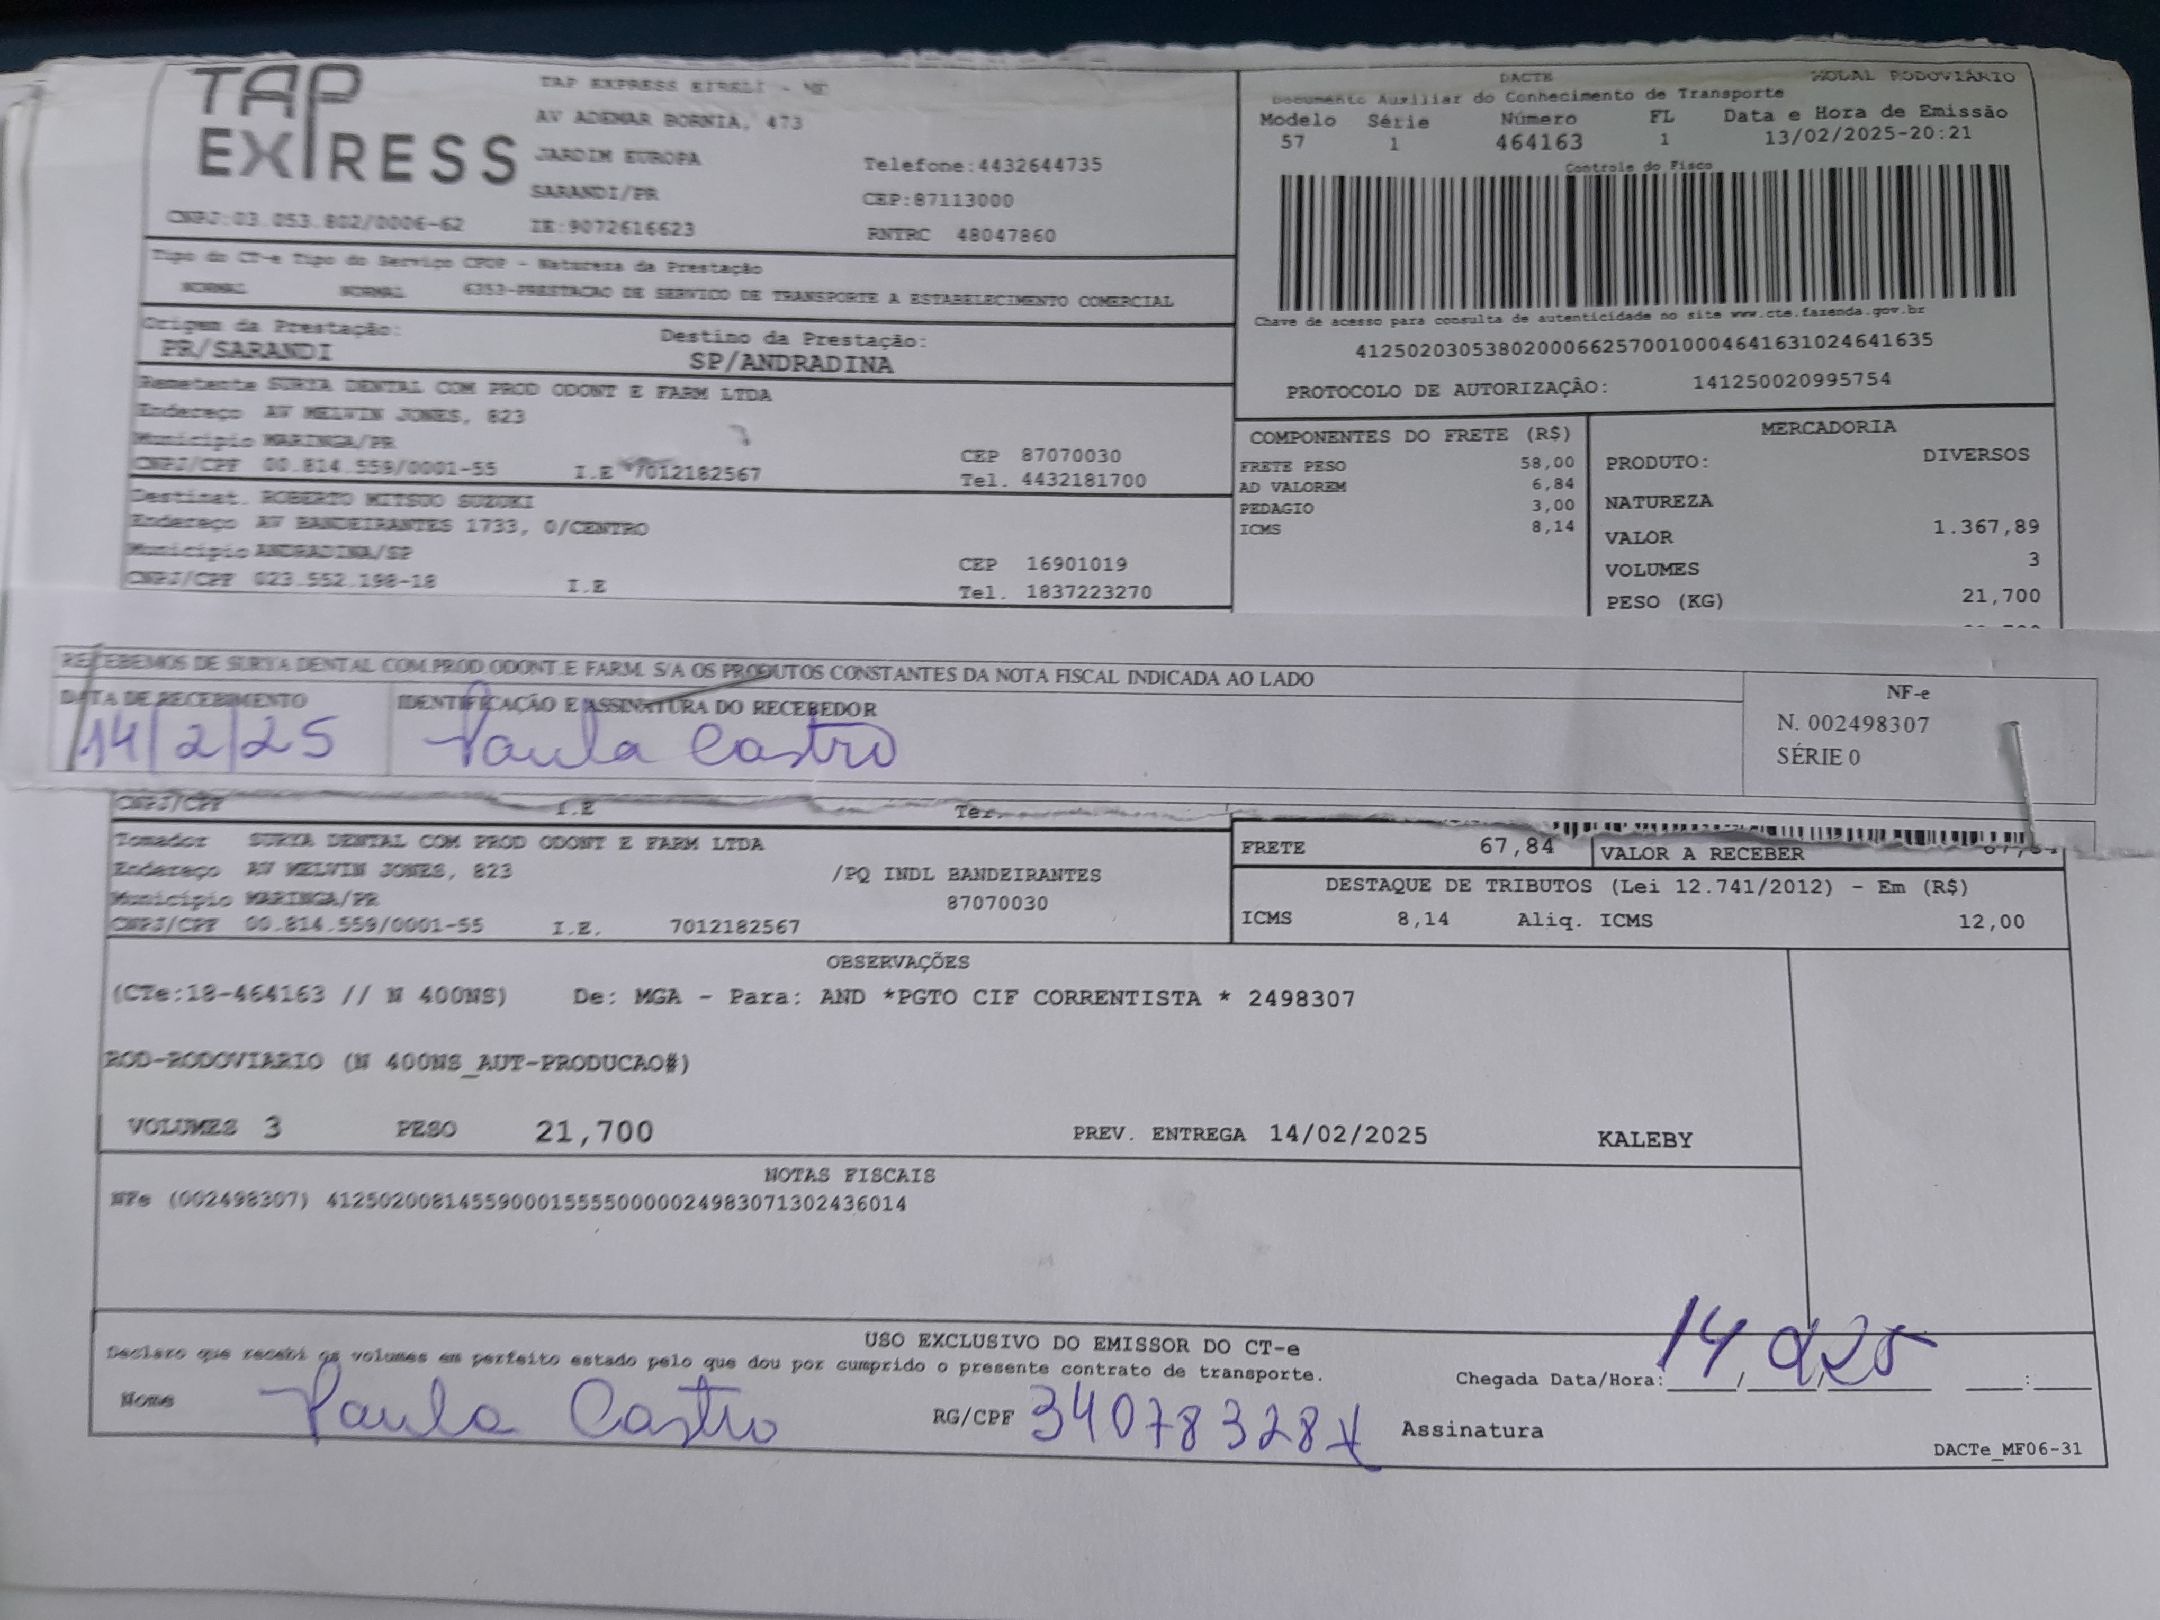 TAP EXPRESS
TAP EXPRESS EIRELI - ME
AV ADEMAR BORNIA, 473
JARDIM EUROPA
Telefone:4432644735
SARANDI/PR
CEP:87113000
CNPJ:03.053.802/0006-62
IE:9072616623
RNTRC 48047860
DACTE
MODAL RODOVIÁRIO
Documento Auxiliar do Conhecimento de Transporte
Modelo Série Número FL Data e Hora de Emissão
57 1 464163 1 13/02/2025-20:21
Controle do Fisco
Chave de acesso para consulta de autenticidade no site www.cte.fazenda.gov.br
41250203053802000662570010004641631024641635
PROTOCOLO DE AUTORIZAÇÃO: 141250020995754
Tipo do CT-e Tipo do Serviço CFOP - Natureza da Prestação
NORMAL NORMAL 6353-PRESTACAO DE SERVICO DE TRANSPORTE A ESTABELECIMENTO COMERCIAL
Origem da Prestação: Destino da Prestação:
PR/SARANDI SP/ANDRADINA
Remetente SURYA DENTAL COM PROD ODONT E FARM LTDA
Endereço AV MELVIN JONES, 823
Município MARINGA/PR CEP 87070030
CNPJ/CPF 00.814.559/0001-55 I.E 7012182567 Tel. 4432181700
Destinat. ROBERTO MITSUO SUZUKI
Endereço AV BANDEIRANTES 1733, 0/CENTRO
Município ANDRADINA/SP CEP 16901019
CNPJ/CPF 023.552.198-18 I.E Tel. 1837223270
COMPONENTES DO FRETE (R$)
FRETE PESO 58,00
AD VALOREM 6,84
PEDAGIO 3,00
ICMS 8,14
MERCADORIA
PRODUTO: DIVERSOS
NATUREZA
VALOR 1.367,89
VOLUMES 3
PESO (KG) 21,700
RECEBEMOS DE SURYA DENTAL COM.PROD ODONT.E FARM. S/A OS PRODUTOS CONSTANTES DA NOTA FISCAL INDICADA AO LADO
DATA DE RECEBIMENTO IDENTIFICAÇÃO E ASSINATURA DO RECEBEDOR
14/2/25 Paula Castro
NF-e
N. 002498307
SÉRIE 0
CNPJ/CPF I.E
Tomador SURYA DENTAL COM PROD ODONT E FARM LTDA
Endereço AV MELVIN JONES, 823 /PQ INDL BANDEIRANTES
Município MARINGA/PR 87070030
CNPJ/CPF 00.814.559/0001-55 I.E. 7012182567
FRETE 67,84 VALOR A RECEBER
DESTAQUE DE TRIBUTOS (Lei 12.741/2012) - Em (R$)
ICMS 8,14 Aliq. ICMS 12,00
OBSERVAÇÕES
(CTe:18-464163 // N 400NS) De: MGA - Para: AND *PGTO CIF CORRENTISTA * 2498307
ROD-RODOVIARIO (N 400NS_AUT-PRODUCAO#)
VOLUMES 3 PESO 21,700 PREV. ENTREGA 14/02/2025 KALEBY
NOTAS FISCAIS
NFe (002498307) 41250200814559000155550000024983071302436014
USO EXCLUSIVO DO EMISSOR DO CT-e
Declaro que recebi os volumes em perfeito estado pelo que dou por cumprido o presente contrato de transporte.
Chegada Data/Hora: 14
Nome Paula Castro RG/CPF 34078328X Assinatura
DACTe_MF06-31